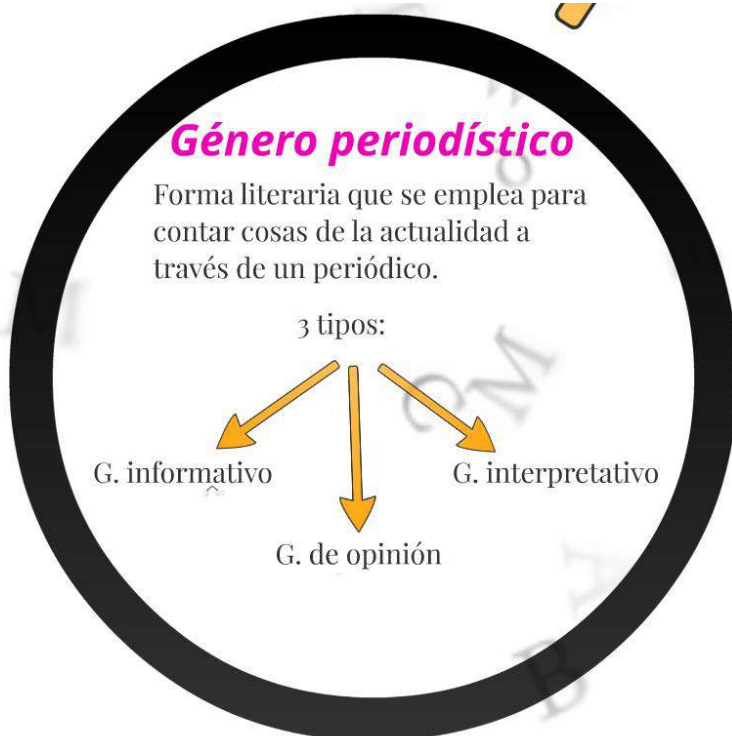 Género periodístico
Forma literaria que se emplea para
contar cosas de la actualidad a
través de un periódico.
3 tipos:
G. informativo
G. interpretativo
G. de opinión
M
O
C
M
A
B